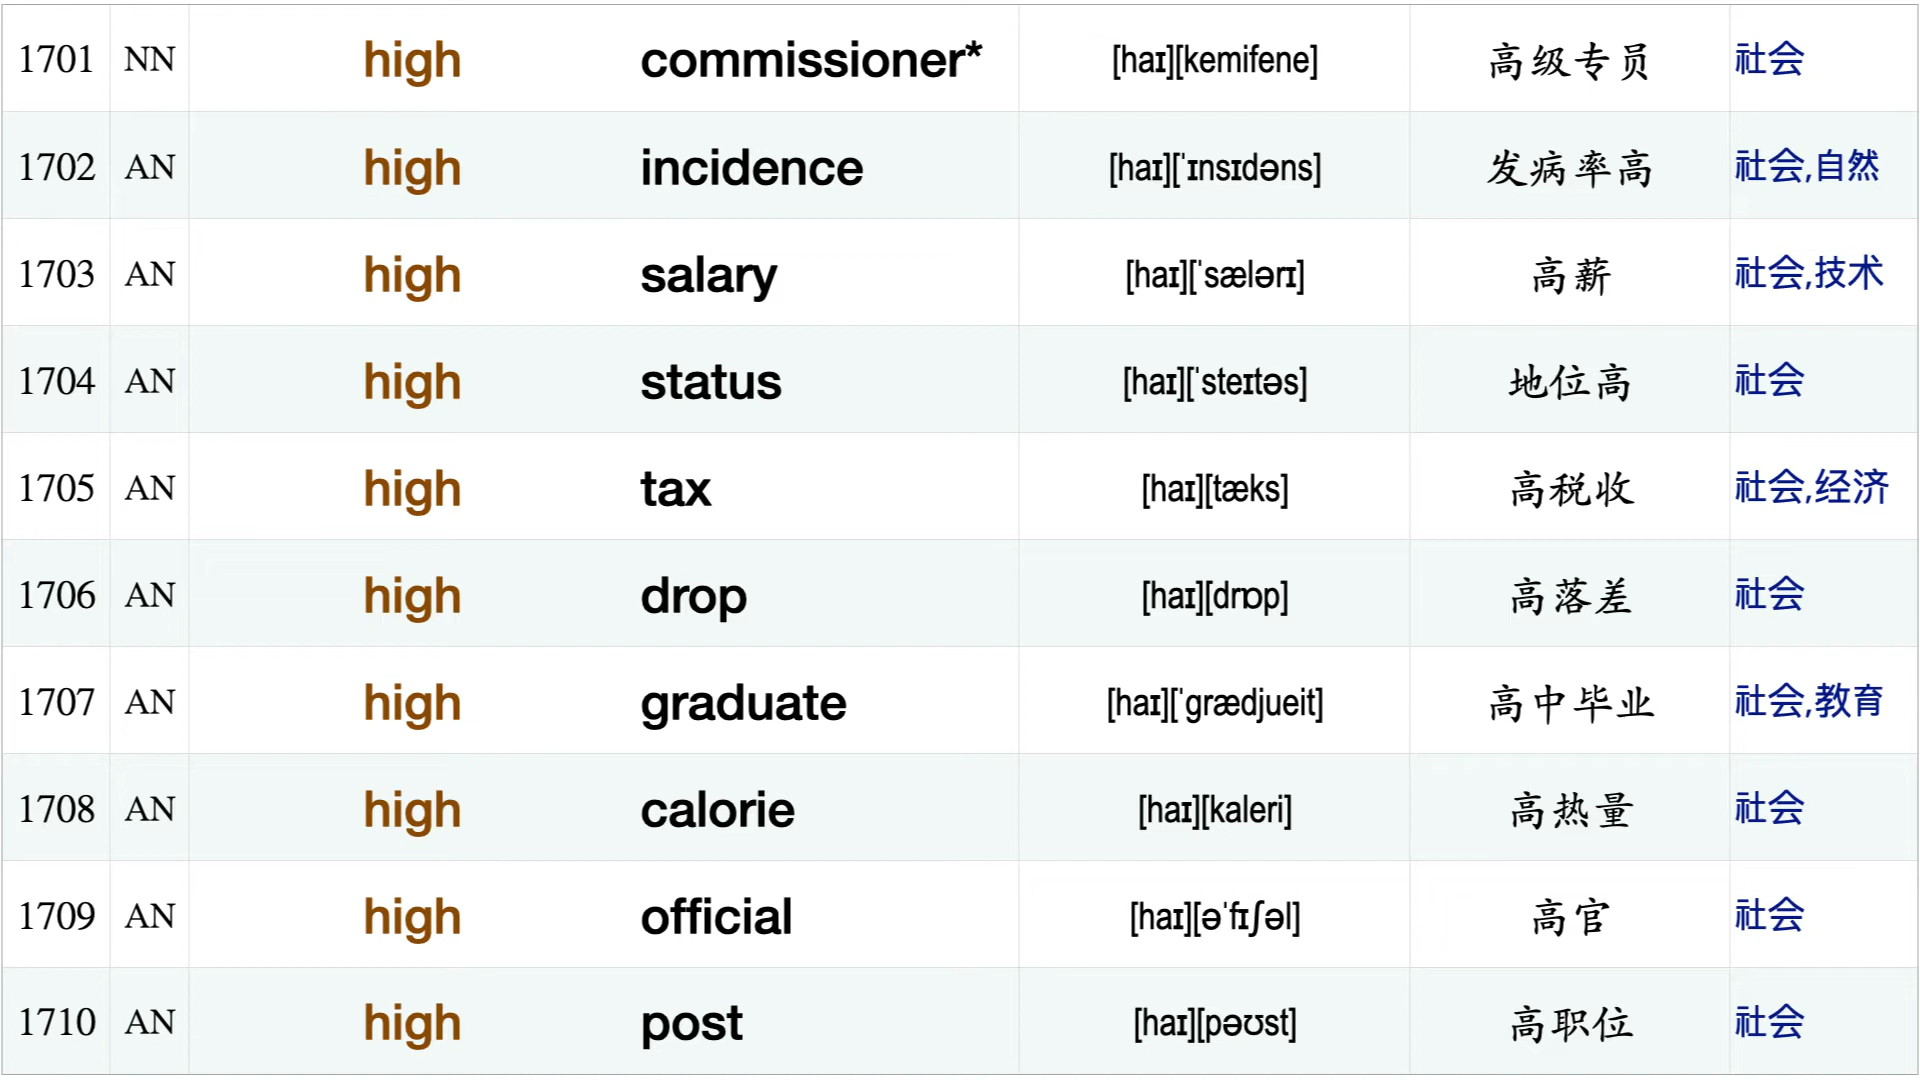 1701 NN high commissioner* [haɪ][kemifene] 高级专员 社会
1702 AN high incidence [haɪ][ˈɪnsɪdəns] 发病率高 社会,自然
1703 AN high salary [haɪ][ˈsælərɪ] 高薪 社会,技术
1704 AN high status [haɪ][ˈsteɪtəs] 地位高 社会
1705 AN high tax [haɪ][tæks] 高税收 社会,经济
1706 AN high drop [haɪ][drɒp] 高落差 社会
1707 AN high graduate [haɪ][ˈgrædjueit] 高中毕业 社会,教育
1708 AN high calorie [haɪ][kaleri] 高热量 社会
1709 AN high official [haɪ][əˈfɪʃəl] 高官 社会
1710 AN high post [haɪ][pəʊst] 高职位 社会